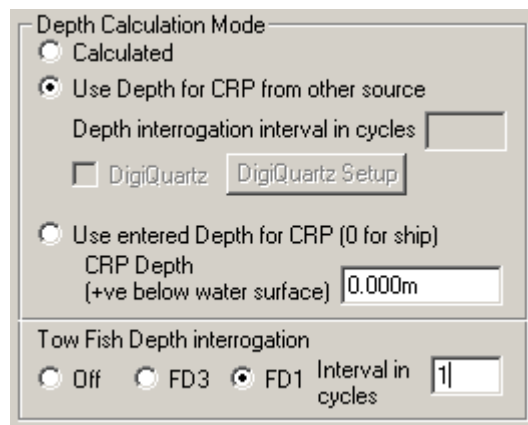 Depth Calculation Mode
Calculated
Use Depth for CRP from other source
Depth interrogation interval in cycles
DigiQuartz DigiQuartz Setup
Use entered Depth for CRP (0 for ship)
CRP Depth
(+ve below water surface) 0.000m
Tow Fish Depth interrogation
Off FD3 FD1 Interval in cycles 1